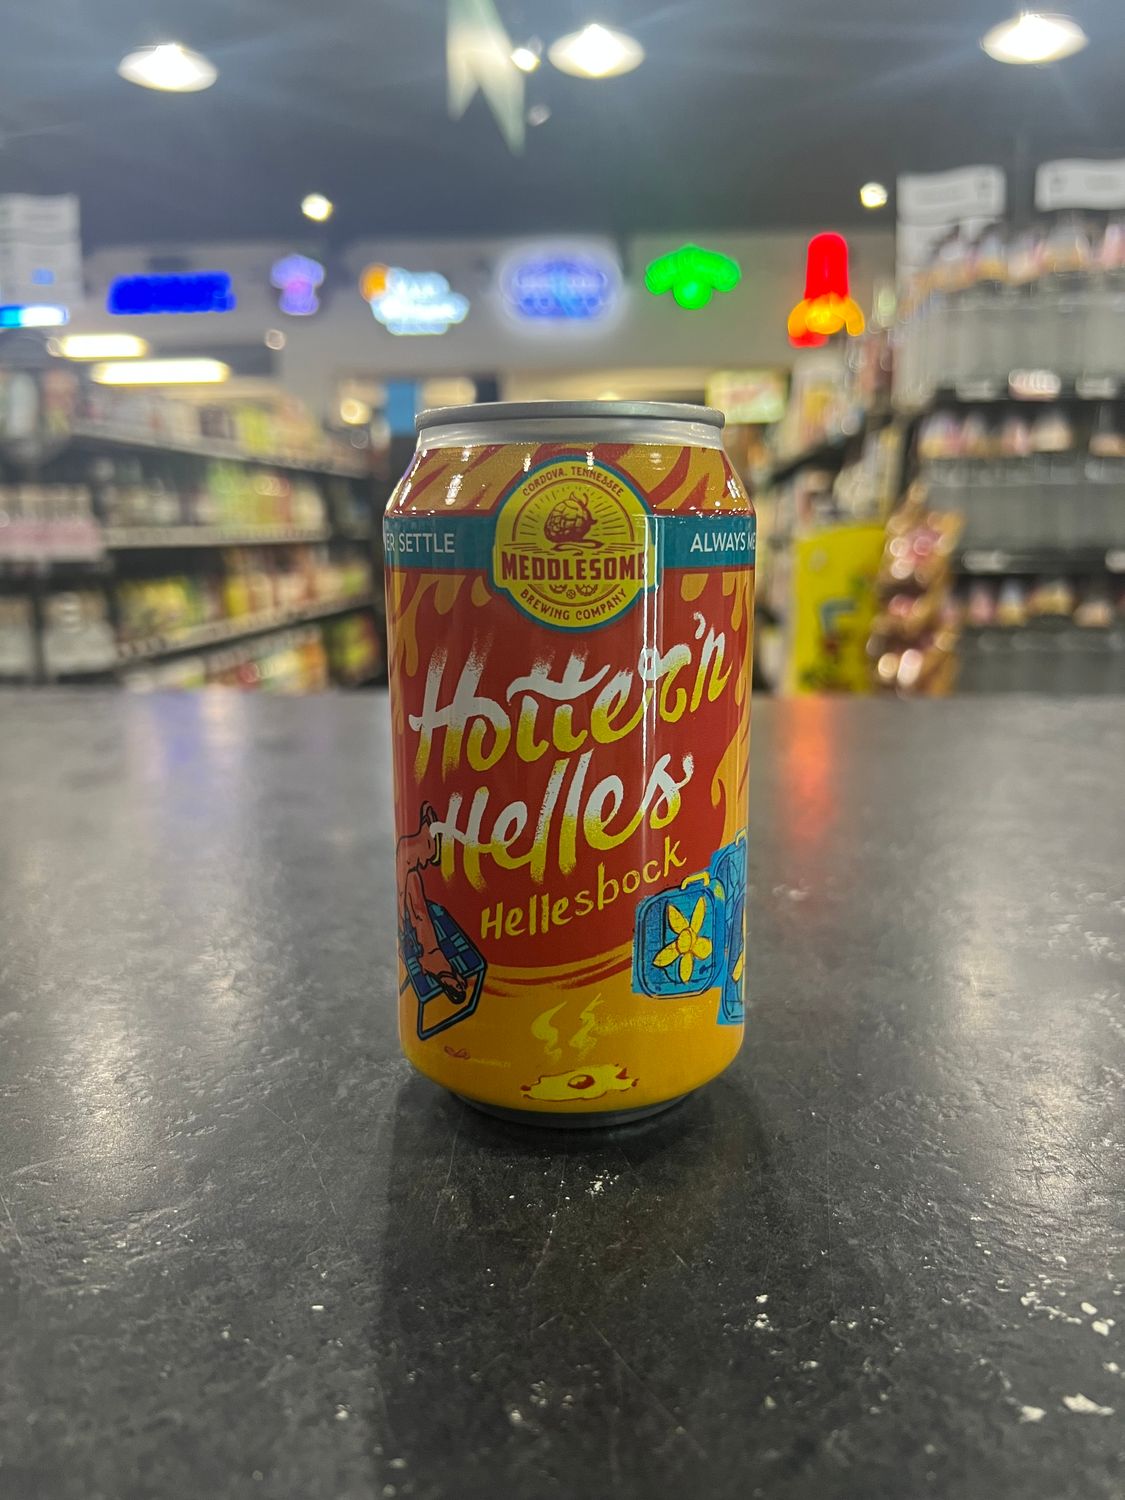 CORDOVA, TENNESSEE
ER SETTLE
ALWAYS ME
MEDDLESOME
BREWING COMPANY
Hotter'n
Helles
Hellesbock